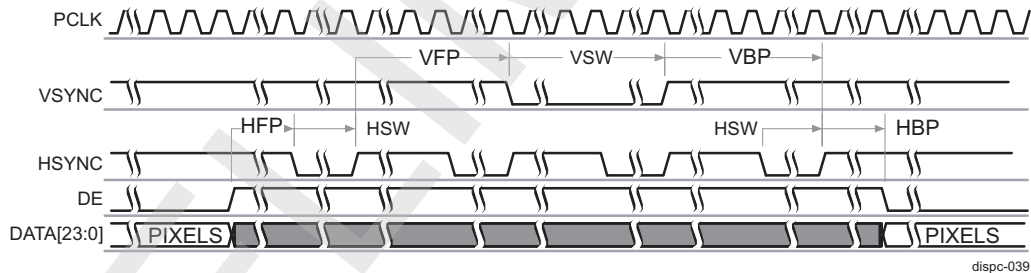 PCLK
VFP VSW VBP
VSYNC
HFP HSW HSW HBP
HSYNC
DE
DATA[23:0] PIXELS PIXELS
dispc-039